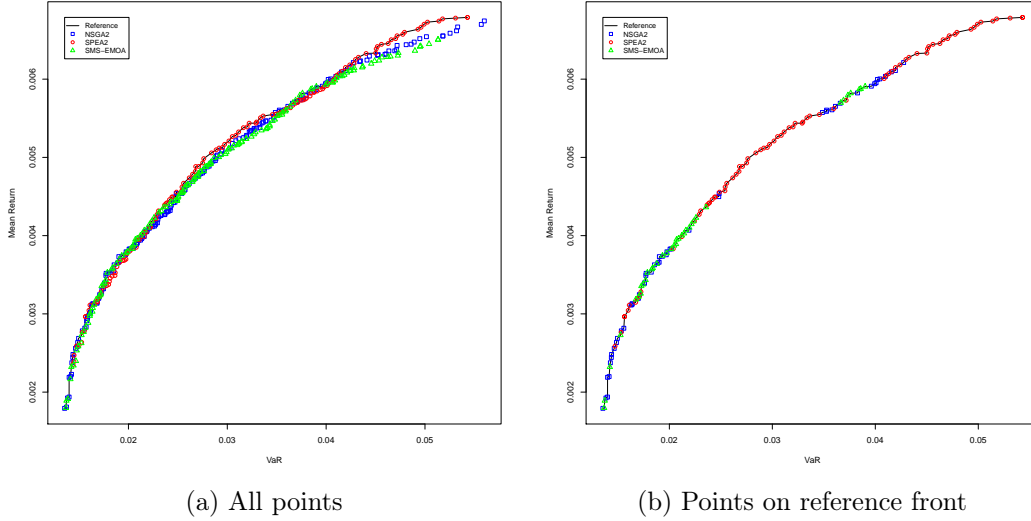 Reference
NSGA2
SPEA2
SMS-EMOA
0.006
0.005
0.004
0.003
0.002
Mean Return
0.02 0.03 0.04 0.05
VaR
(a) All points
Reference
NSGA2
SPEA2
SMS-EMOA
0.006
0.005
0.004
0.003
0.002
Mean Return
0.02 0.03 0.04 0.05
VaR
(b) Points on reference front